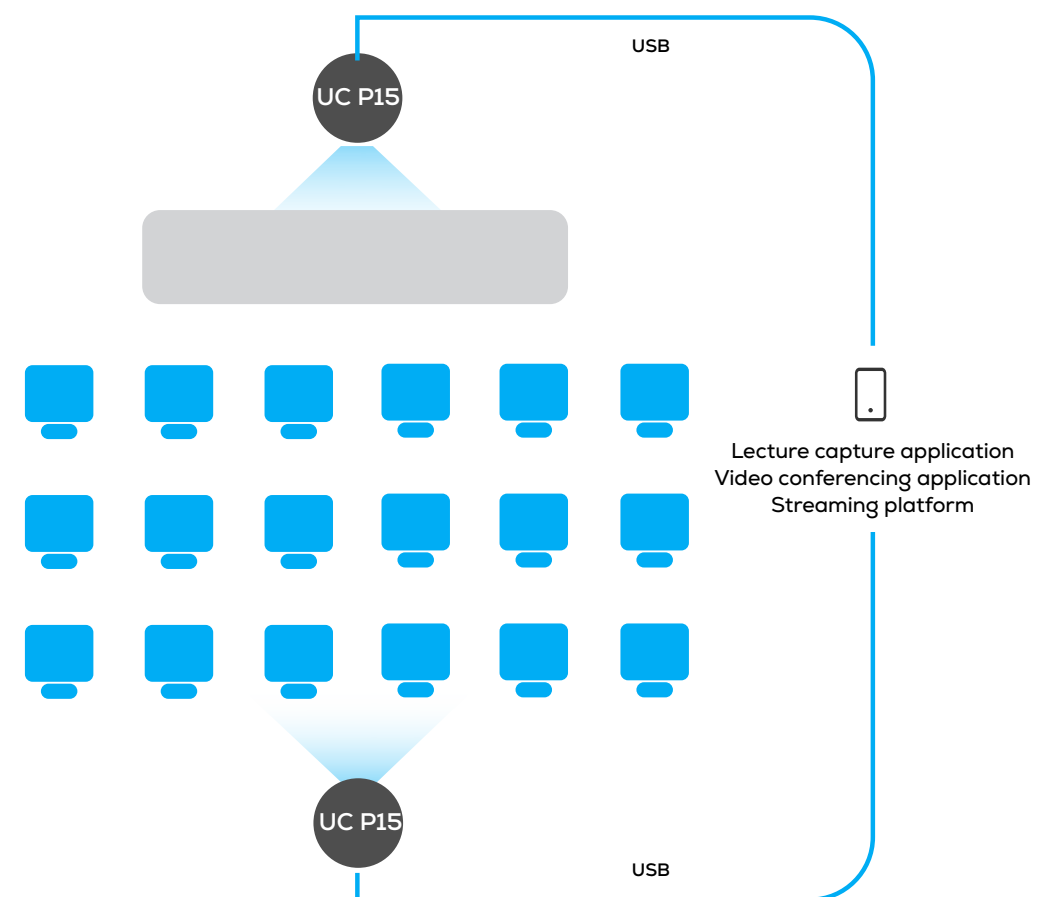 USB
UC P15
Lecture capture application
Video conferencing application
Streaming platform
UC P15
USB